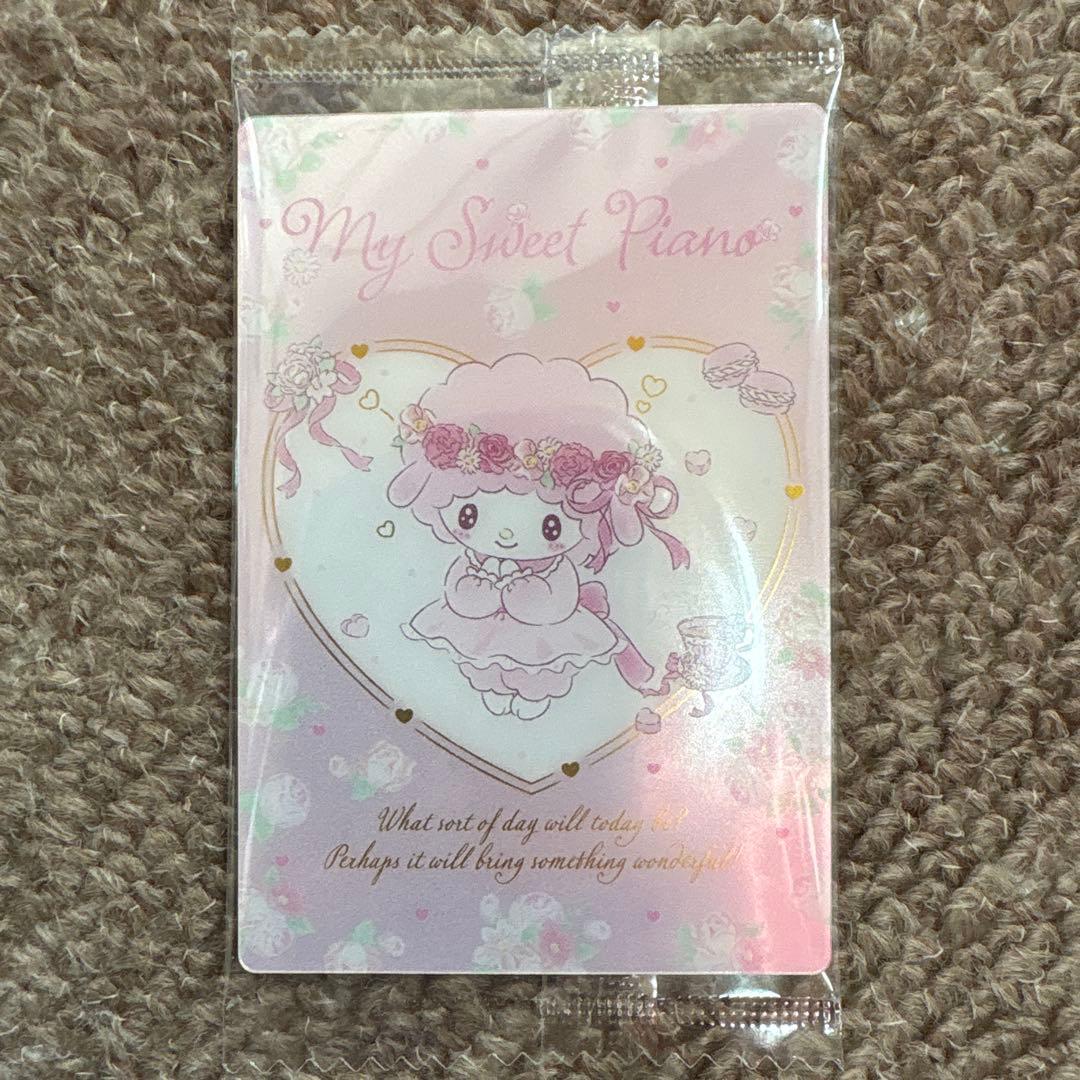 My Sweet Piano
What sort of day will today be?
Perhaps it will bring something wonderful!